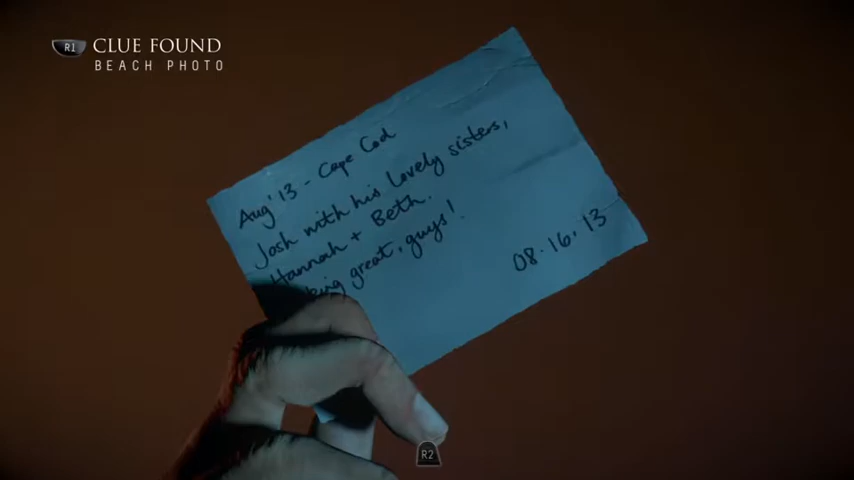 R1 CLUE FOUND
BEACH PHOTO
Aug '13 - Cape Cod
Josh with his lovely sisters,
Hannah + Beth.
great, guys!
08.16.13
R2